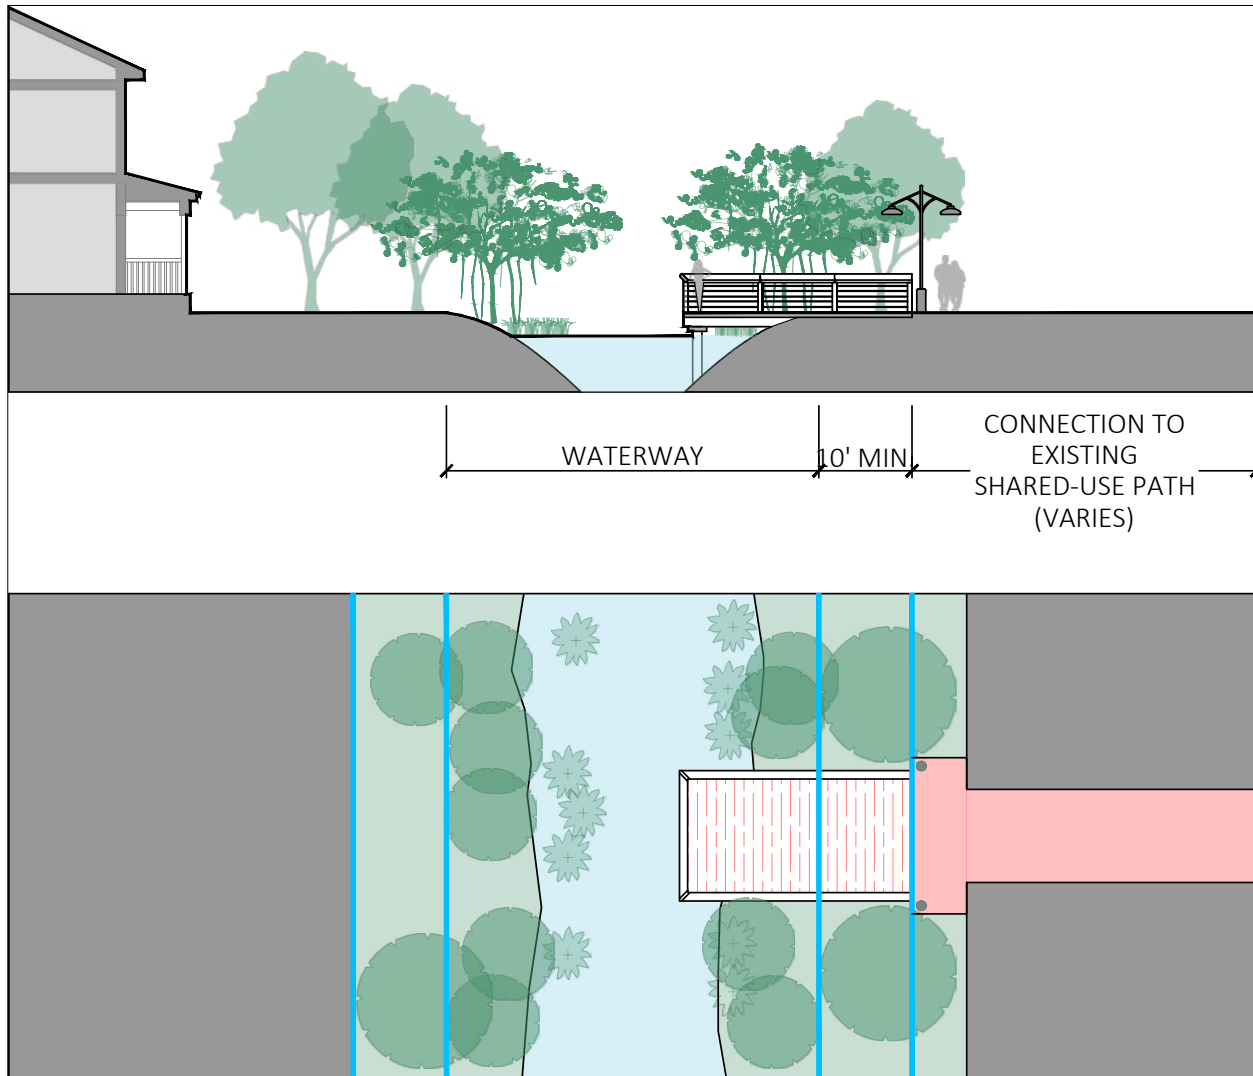 WATERWAY
10' MIN.
CONNECTION TO
EXISTING
SHARED-USE PATH
(VARIES)